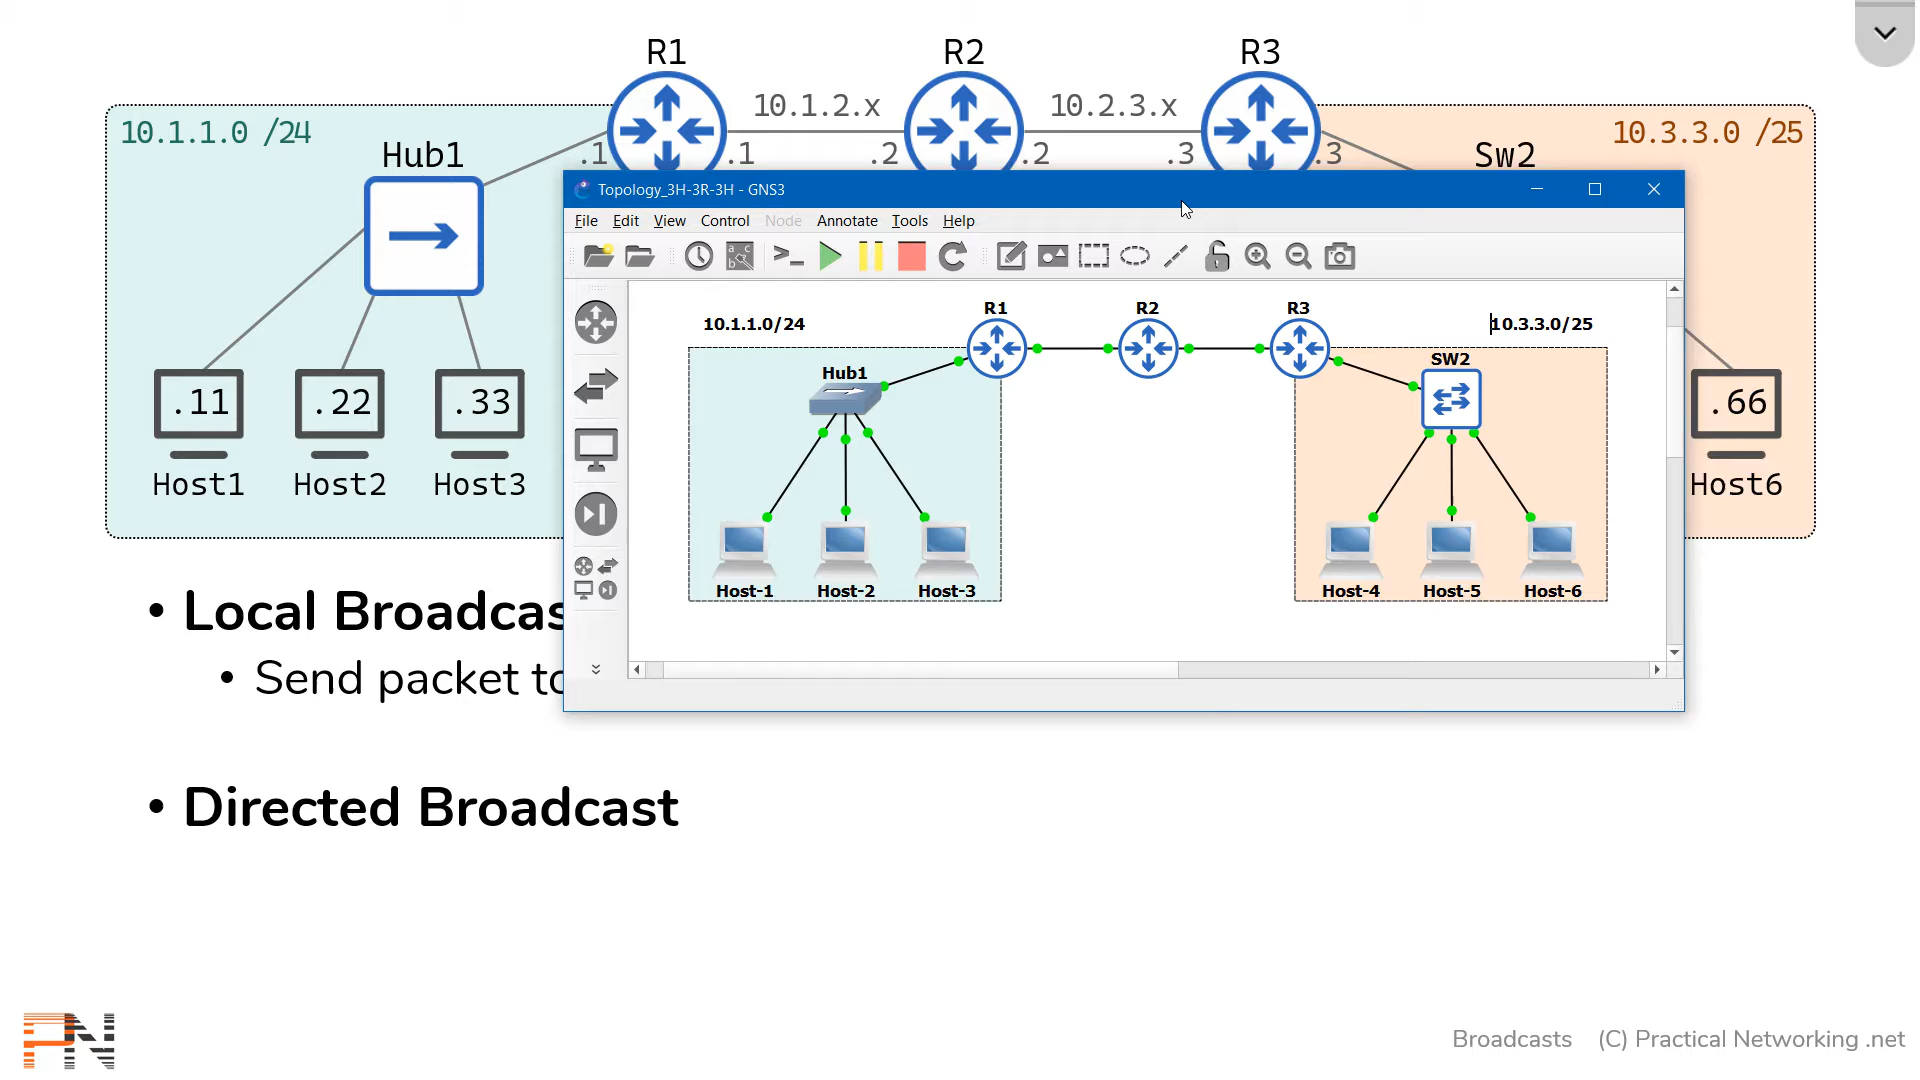 R1
R2
R3
10.1.1.0 /24
10.1.2.x
10.2.3.x
10.3.3.0 /25
Hub1
.1
.1
.2
.2
.3
.3
Sw2
Topology_3H-3R-3H - GNS3
File Edit View Control Node Annotate Tools Help
R1
R2
R3
10.1.1.0/24
10.3.3.0/25
Hub1
SW2
Host-1
Host-2
Host-3
Host-4
Host-5
Host-6
.11
.22
.33
.66
Host1
Host2
Host3
Host6
• Local Broadcas
• Send packet to
• Directed Broadcast
PN
Broadcasts (C) Practical Networking .net